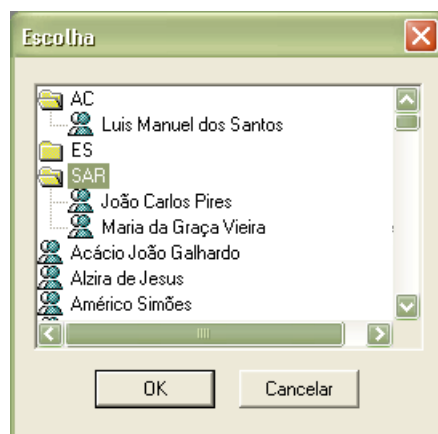 Escolha
AC
Luis Manuel dos Santos
ES
SAR
João Carlos Pires
Maria da Graça Vieira
Acácio João Galhardo
Alzira de Jesus
Américo Simões
OK
Cancelar